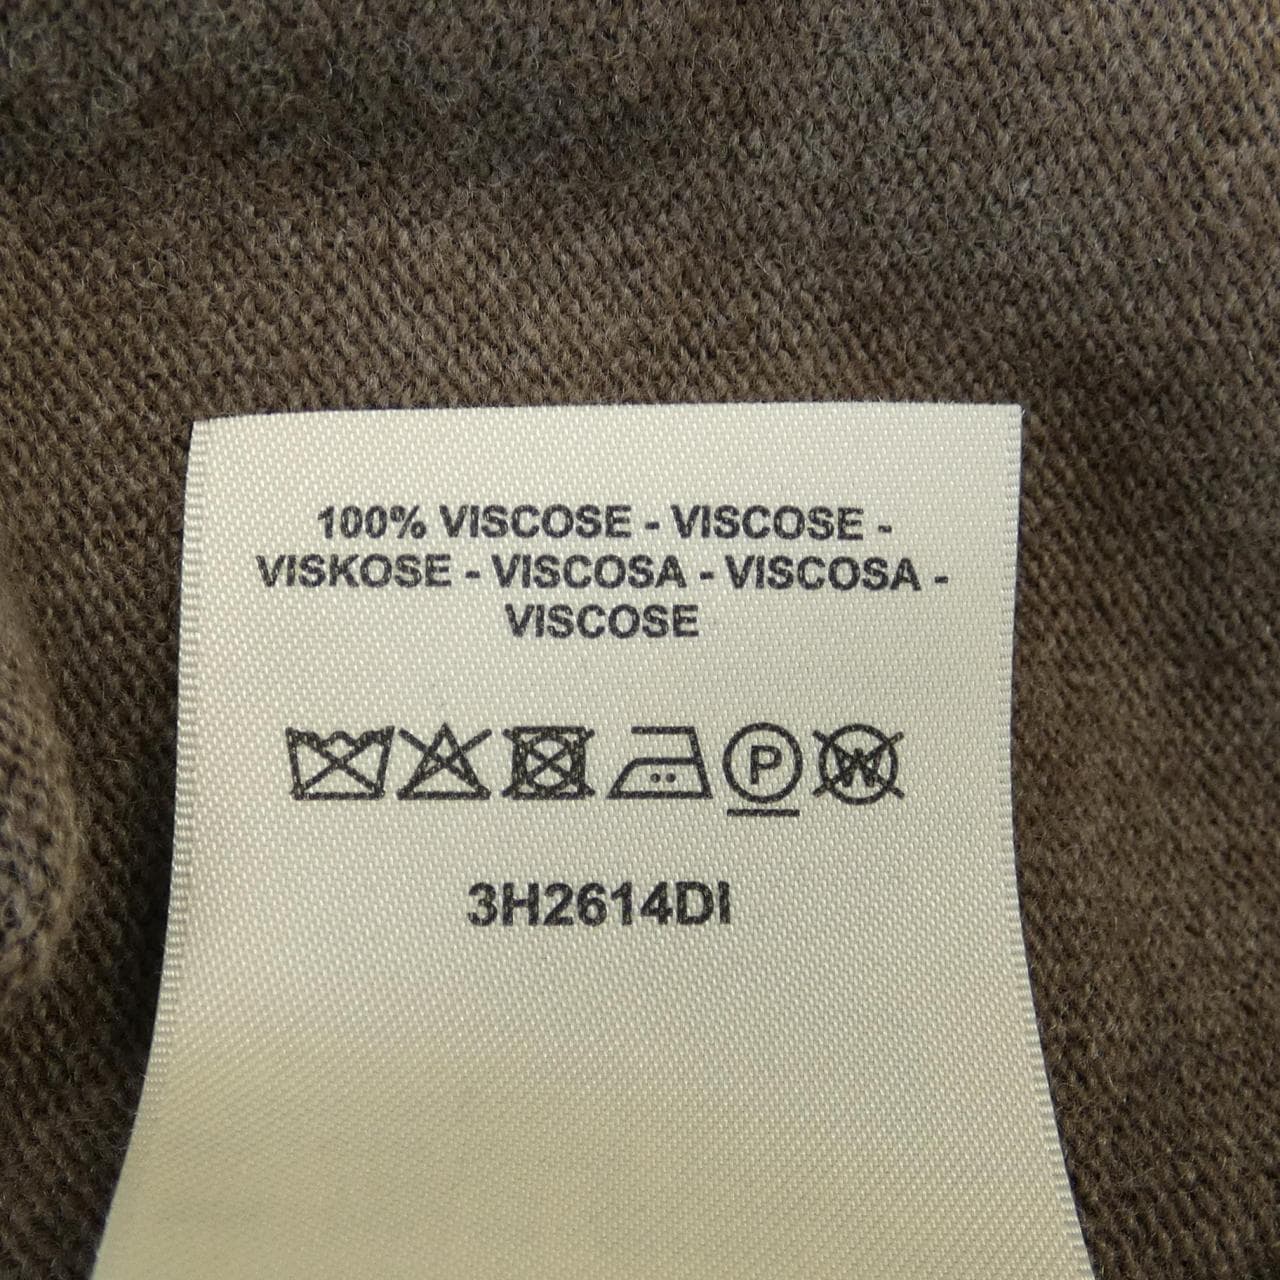 100% VISCOSE - VISCOSE -
VISKOSE - VISCOSA - VISCOSA -
VISCOSE
P W
3H2614DI